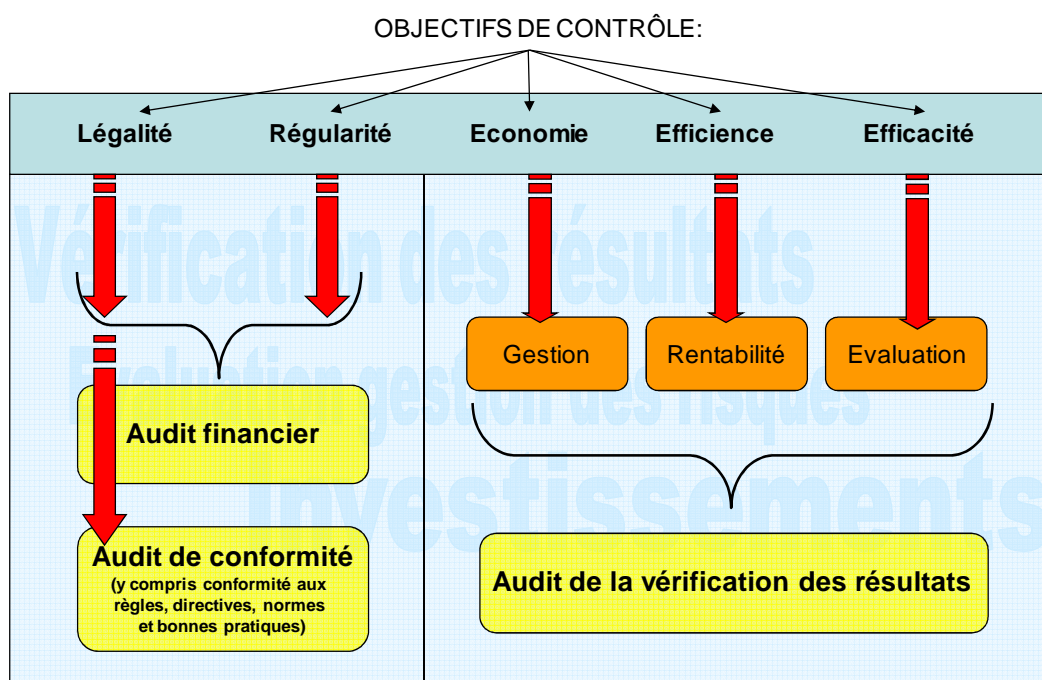 OBJECTIFS DE CONTRÔLE:
Légalité Régularité Economie Efficience Efficacité
Vérification des résultats
Gestion Rentabilité Evaluation
Evaluation gestion des risques
Audit financier
Investissements
Audit de conformité
(y compris conformité aux
règles, directives, normes
et bonnes pratiques)
Audit de la vérification des résultats